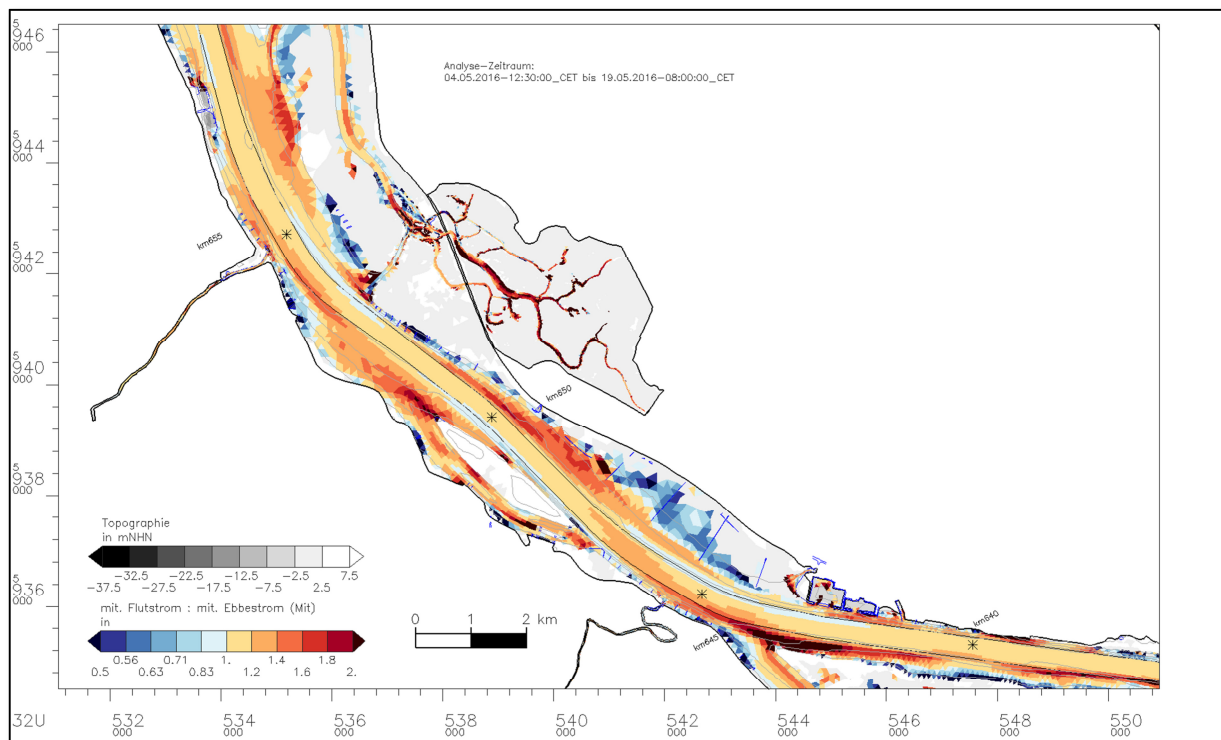 5
946
000
5
944
000
5
942
000
5
940
000
5
938
000
5
936
000
Analyse-Zeitraum:
04.05.2016-12:30:00_CET bis 19.05.2016-08:00:00_CET
km655
km650
km645
km640
Topographie
in mNHN
-32.5 -22.5 -12.5 -2.5 7.5
-37.5 -27.5 -17.5 -7.5 2.5
mit. Flutstrom : mit. Ebbestrom (Mit)
in
0.56 0.71 1. 1.4 1.8
0.5 0.63 0.83 1.2 1.6 2.
0 1 2 km
32U
532
000
534
000
536
000
538
000
540
000
542
000
544
000
546
000
548
000
550
000